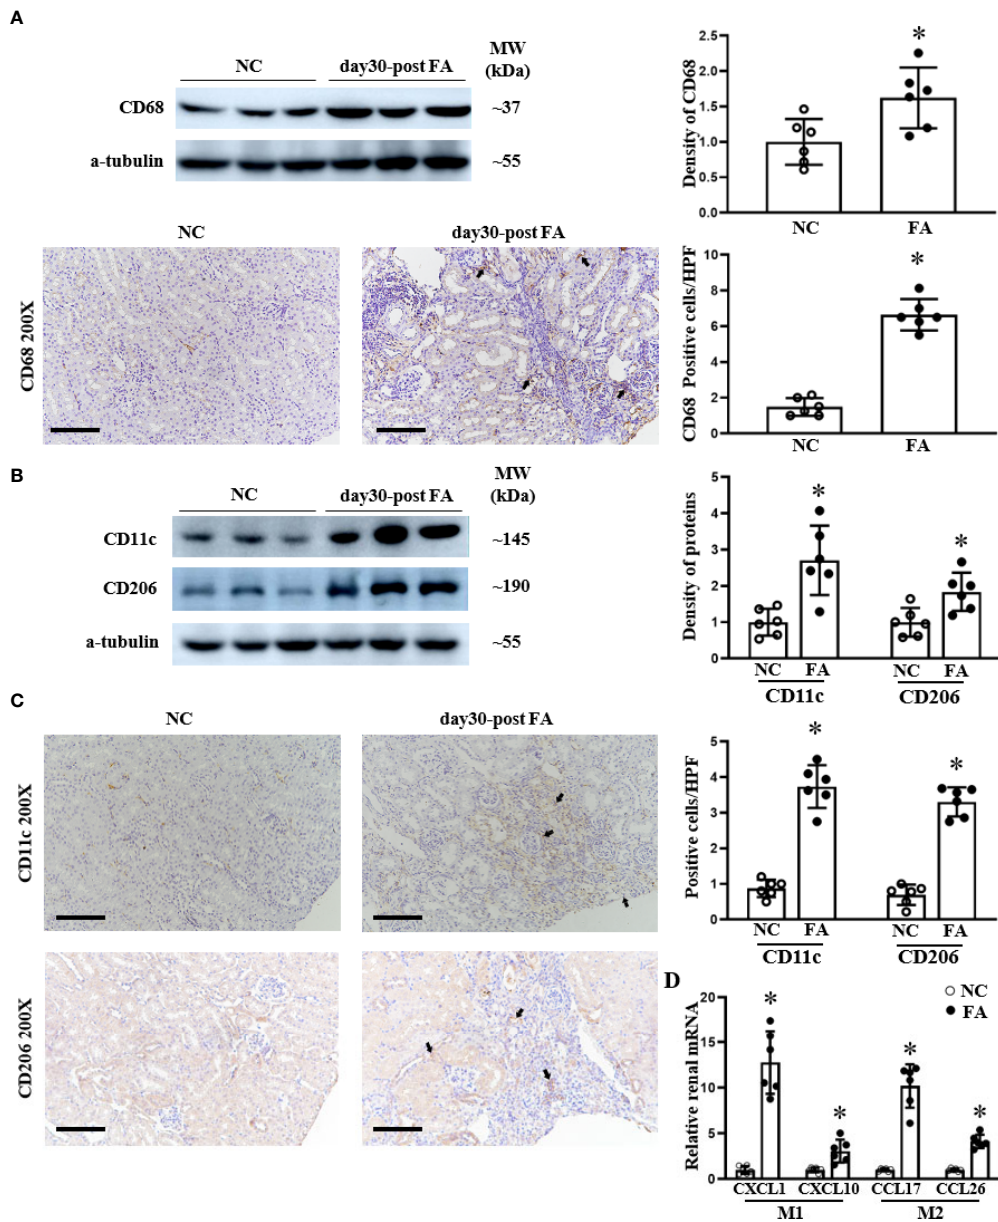 A
NC
day30-post FA
MW
(kDa)
CD68
~37
a-tubulin
~55
Density of CD68
2.5
2.0
1.5
1.0
0.5
0.0
*
NC
FA
NC
day30-post FA
CD68 200X
CD68 Positive cells/HPF
10
8
6
4
2
0
*
NC
FA
B
NC
day30-post FA
MW
(kDa)
CD11c
~145
CD206
~190
a-tubulin
~55
Density of proteins
5
4
3
2
1
0
*
*
NC
FA
NC
FA
CD11c
CD206
C
NC
day30-post FA
CD11c 200X
CD206 200X
Positive cells/HPF
5
4
3
2
1
0
*
*
NC
FA
NC
FA
CD11c
CD206
D
NC
FA
Relative renal mRNA
20
15
10
5
0
*
*
*
*
CXCL1
CXCL10
CCL17
CCL26
M1
M2